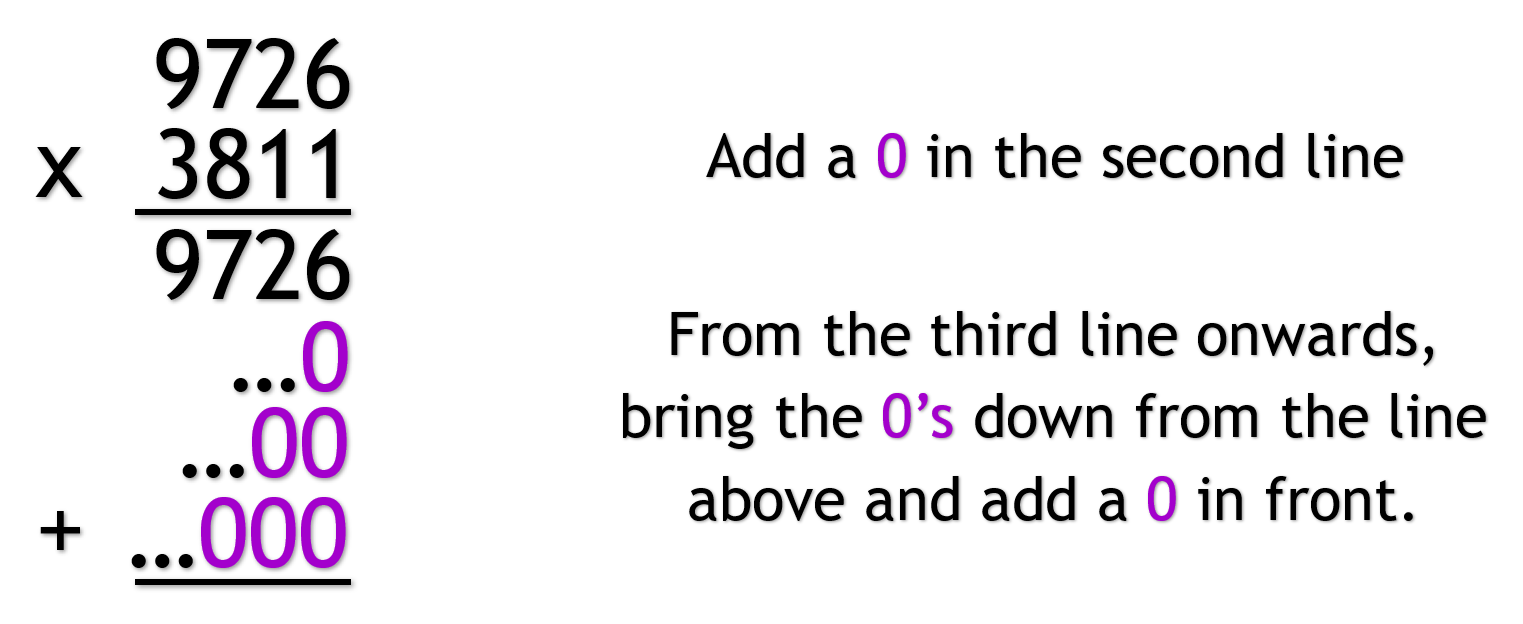 9726
x 3811
9726
...0
...00
+ ...000
Add a 0 in the second line
From the third line onwards,
bring the 0’s down from the line
above and add a 0 in front.